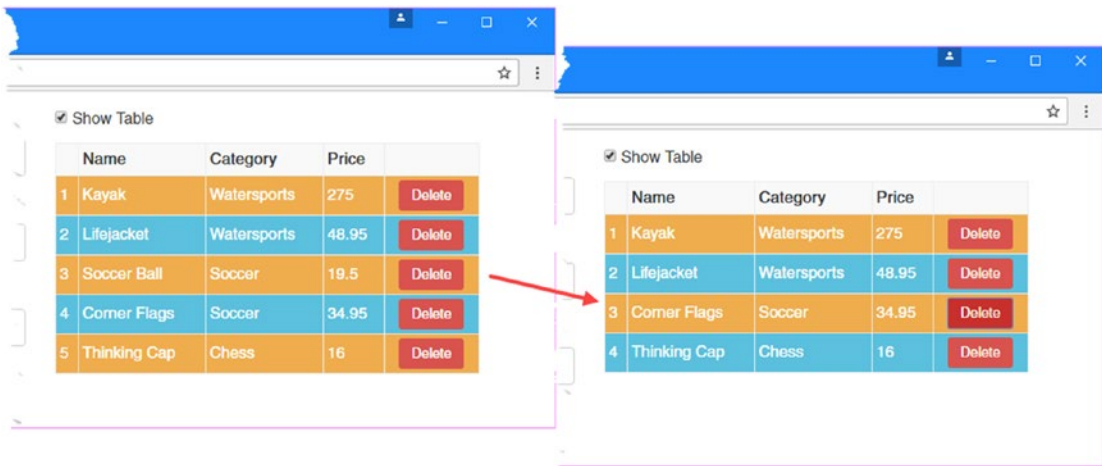 Show Table
Name Category Price
1 Kayak Watersports 275 Delete
2 Lifejacket Watersports 48.95 Delete
3 Soccer Ball Soccer 19.5 Delete
4 Corner Flags Soccer 34.95 Delete
5 Thinking Cap Chess 16 Delete
Show Table
Name Category Price
1 Kayak Watersports 275 Delete
2 Lifejacket Watersports 48.95 Delete
3 Corner Flags Soccer 34.95 Delete
4 Thinking Cap Chess 16 Delete